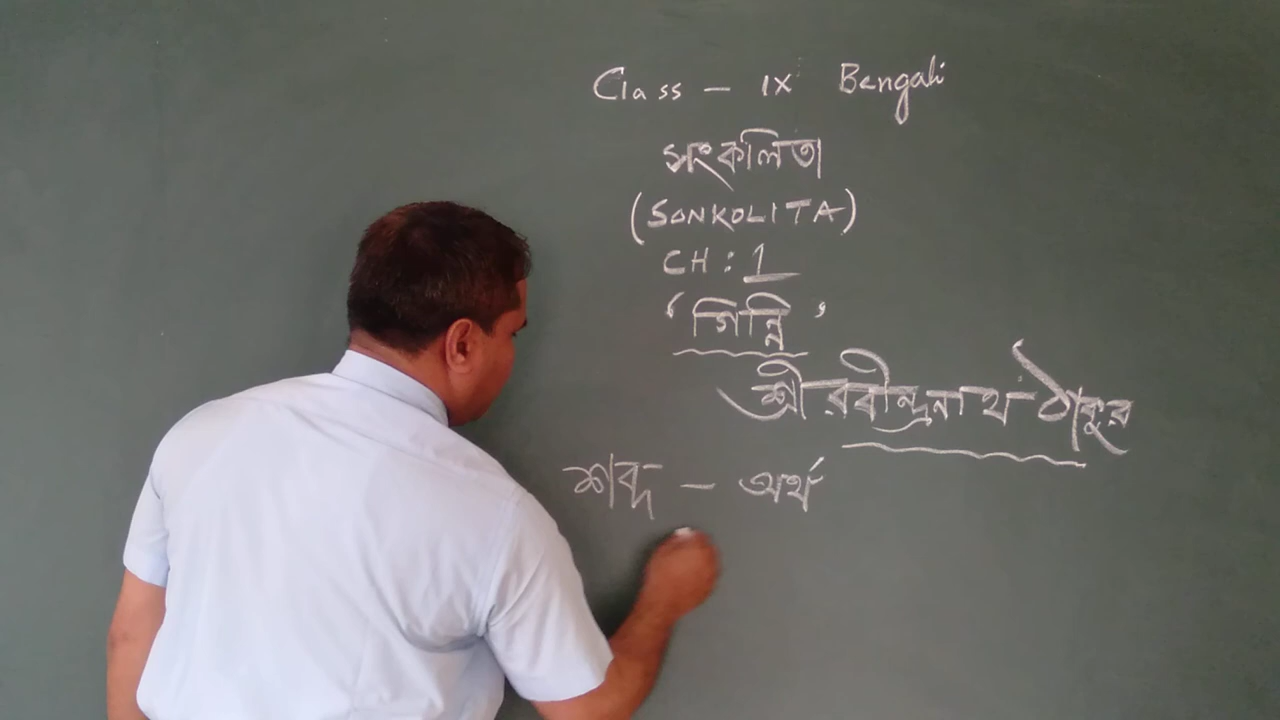 Class - IX Bengali
সংকলিতা
(SONKOLITA)
CH : 1
‘গিন্নি’
শ্রী রবীন্দ্রনাথ ঠাকুর
শব্দ - অর্থ